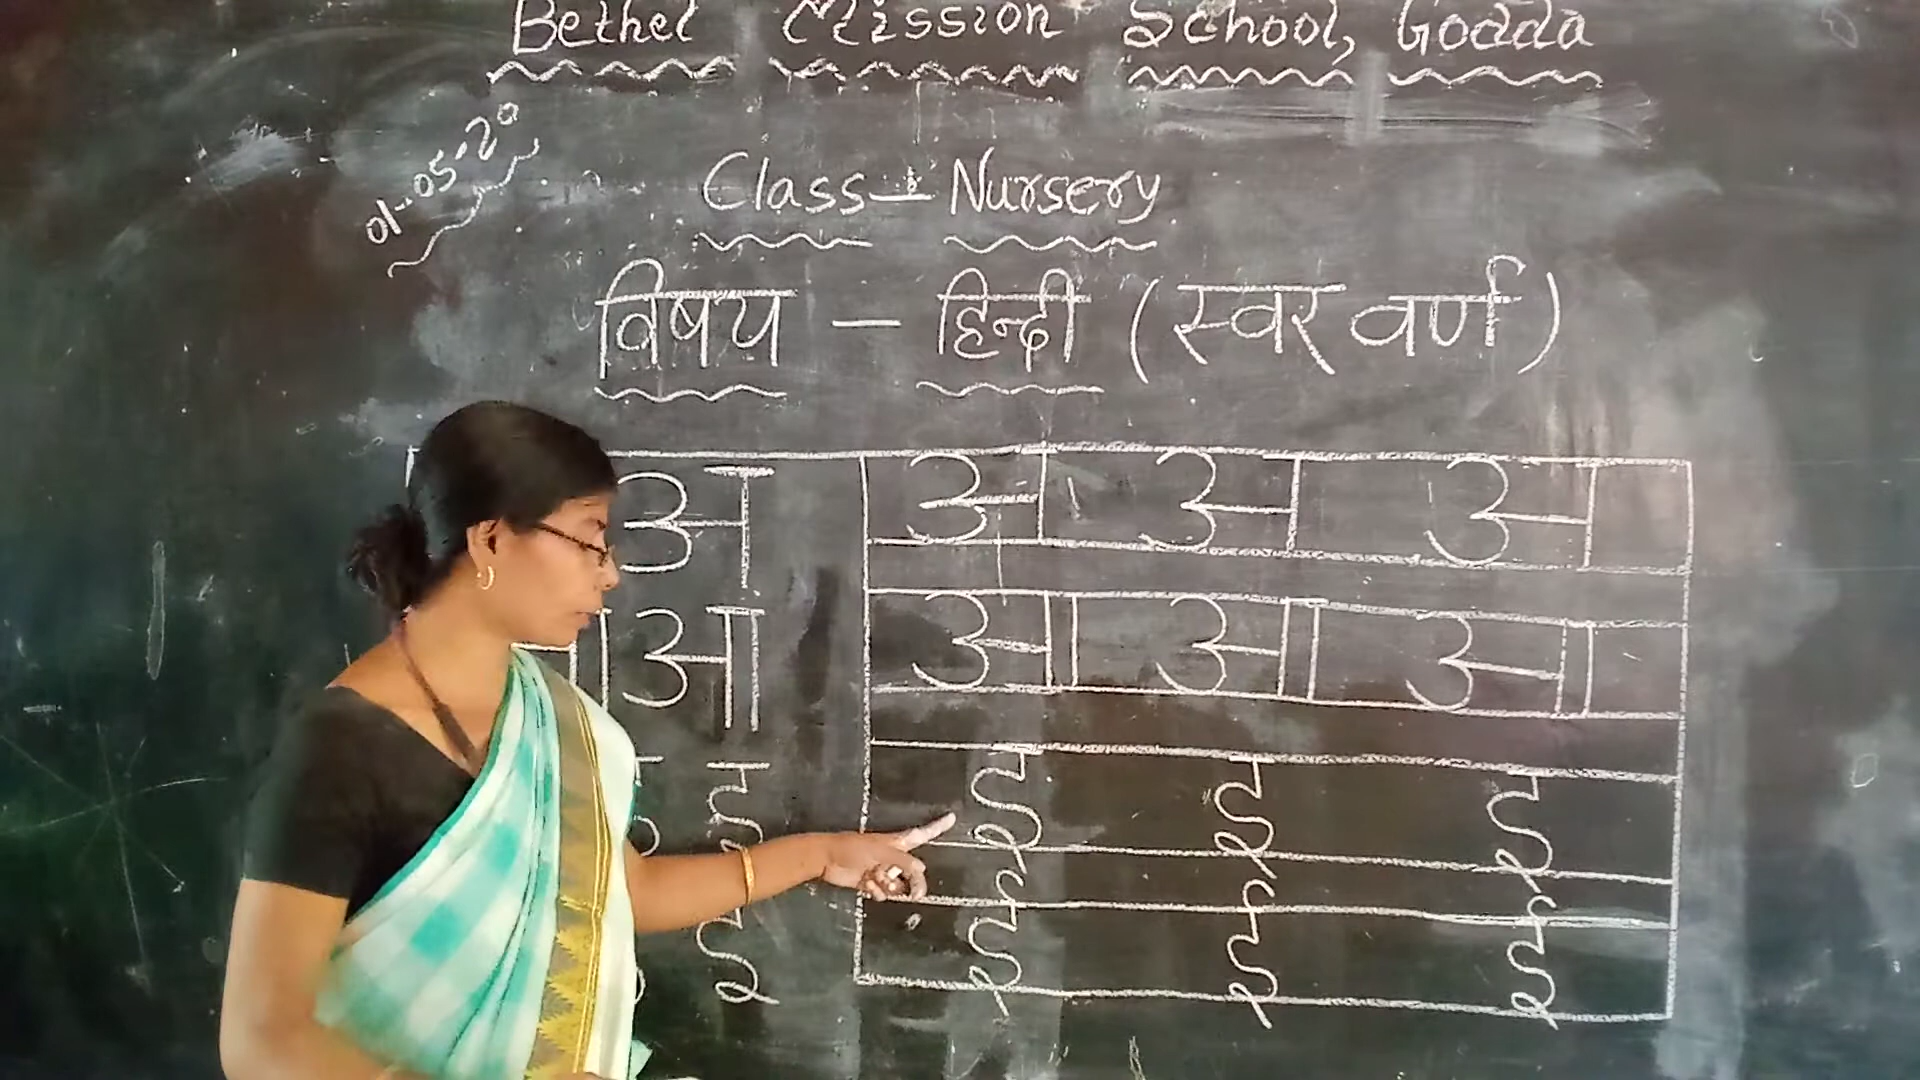 Bethel Mission School, Godda
01-05-20
Class - Nursery
विषय - हिन्दी (स्वर वर्ण)
अ अ अ अ
आ आ आ आ
इ इ इ इ
ई ई ई ई